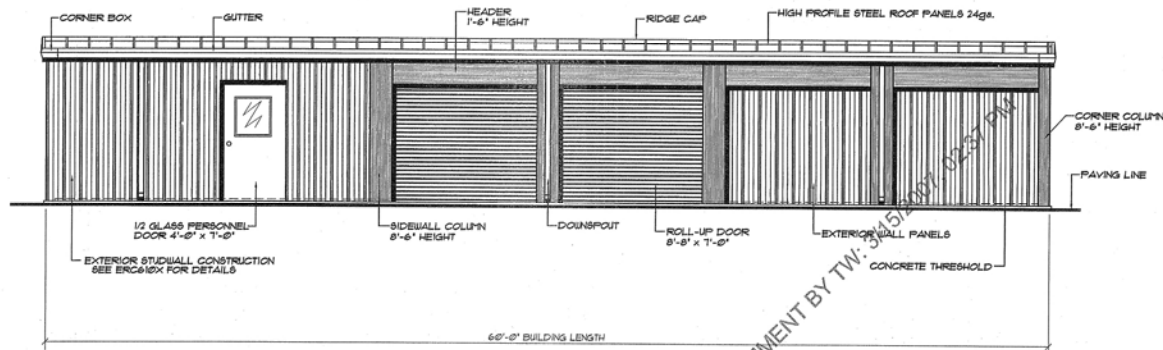 CORNER BOX
GUTTER
HEADER
1'-6" HEIGHT
RIDGE CAP
HIGH PROFILE STEEL ROOF PANELS 24ga.
CORNER COLUMN
8'-6" HEIGHT
PAVING LINE
1/2 GLASS PERSONNEL
DOOR 4'-0" x 7'-0"
SIDEWALL COLUMN
8'-6" HEIGHT
DOWNSPOUT
ROLL-UP DOOR
8'-8" x 7'-0"
EXTERIOR WALL PANELS
EXTERIOR STUDWALL CONSTRUCTION
SEE ERC610X FOR DETAILS
CONCRETE THRESHOLD
60'-0" BUILDING LENGTH
MENT BY TW: 3/15/2007, 02:37 PM